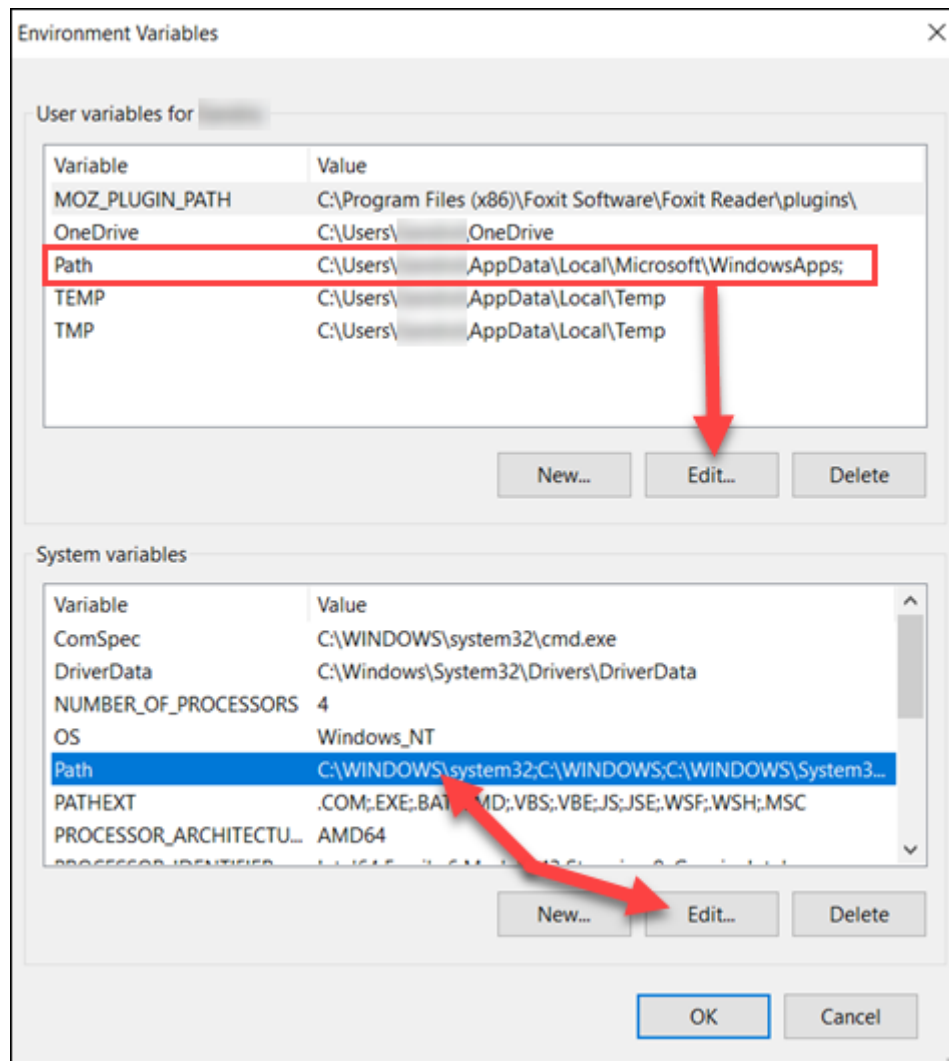 Environment Variables
User variables for
Variable Value
MOZ_PLUGIN_PATH C:\Program Files (x86)\Foxit Software\Foxit Reader\plugins\
OneDrive C:\Users\ OneDrive
Path C:\Users\ AppData\Local\Microsoft\WindowsApps;
TEMP C:\Users\ AppData\Local\Temp
TMP C:\Users\ AppData\Local\Temp
New... Edit... Delete
System variables
Variable Value
ComSpec C:\WINDOWS\system32\cmd.exe
DriverData C:\Windows\System32\Drivers\DriverData
NUMBER_OF_PROCESSORS 4
OS Windows_NT
Path C:\WINDOWS\system32;C:\WINDOWS;C:\WINDOWS\System3...
PATHEXT .COM;.EXE;.BAT MD;.VBS;.VBE;.JS;.JSE;.WSF;.WSH;.MSC
PROCESSOR_ARCHITECTU... AMD64
New... Edit... Delete
OK Cancel